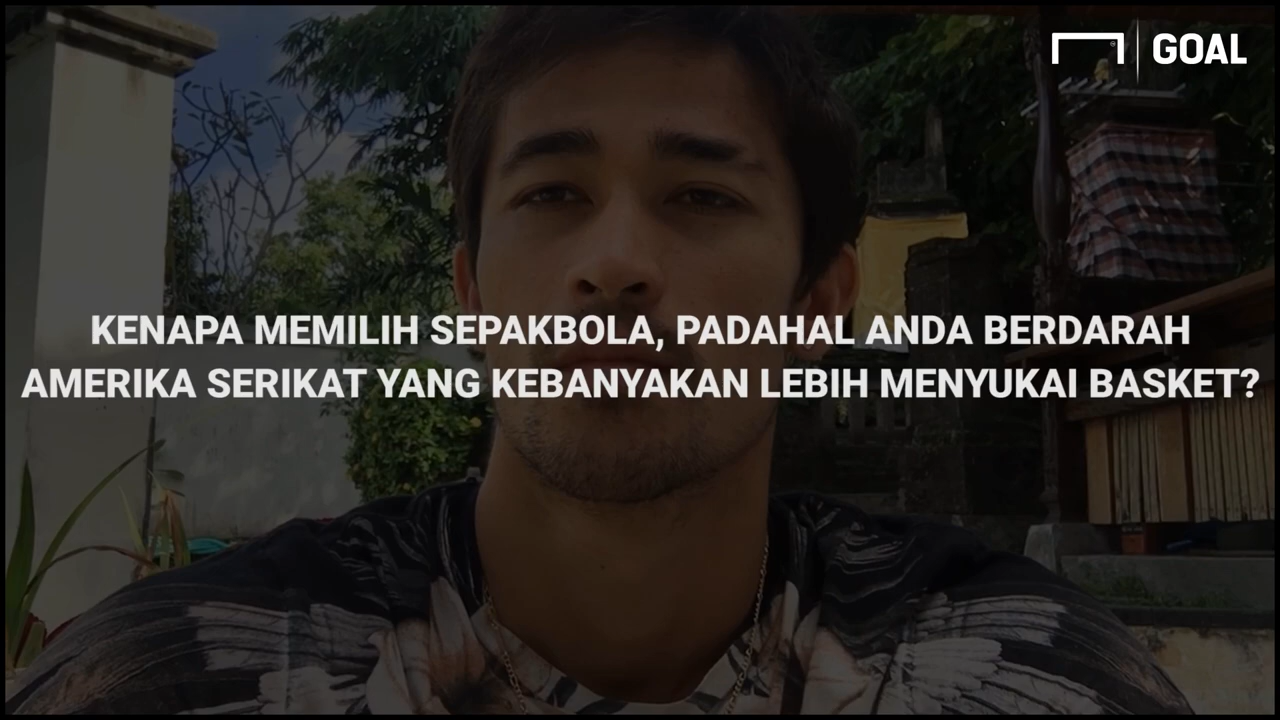 GOAL
KENAPA MEMILIH SEPAKBOLA, PADAHAL ANDA BERDARAH
AMERIKA SERIKAT YANG KEBANYAKAN LEBIH MENYUKAI BASKET?